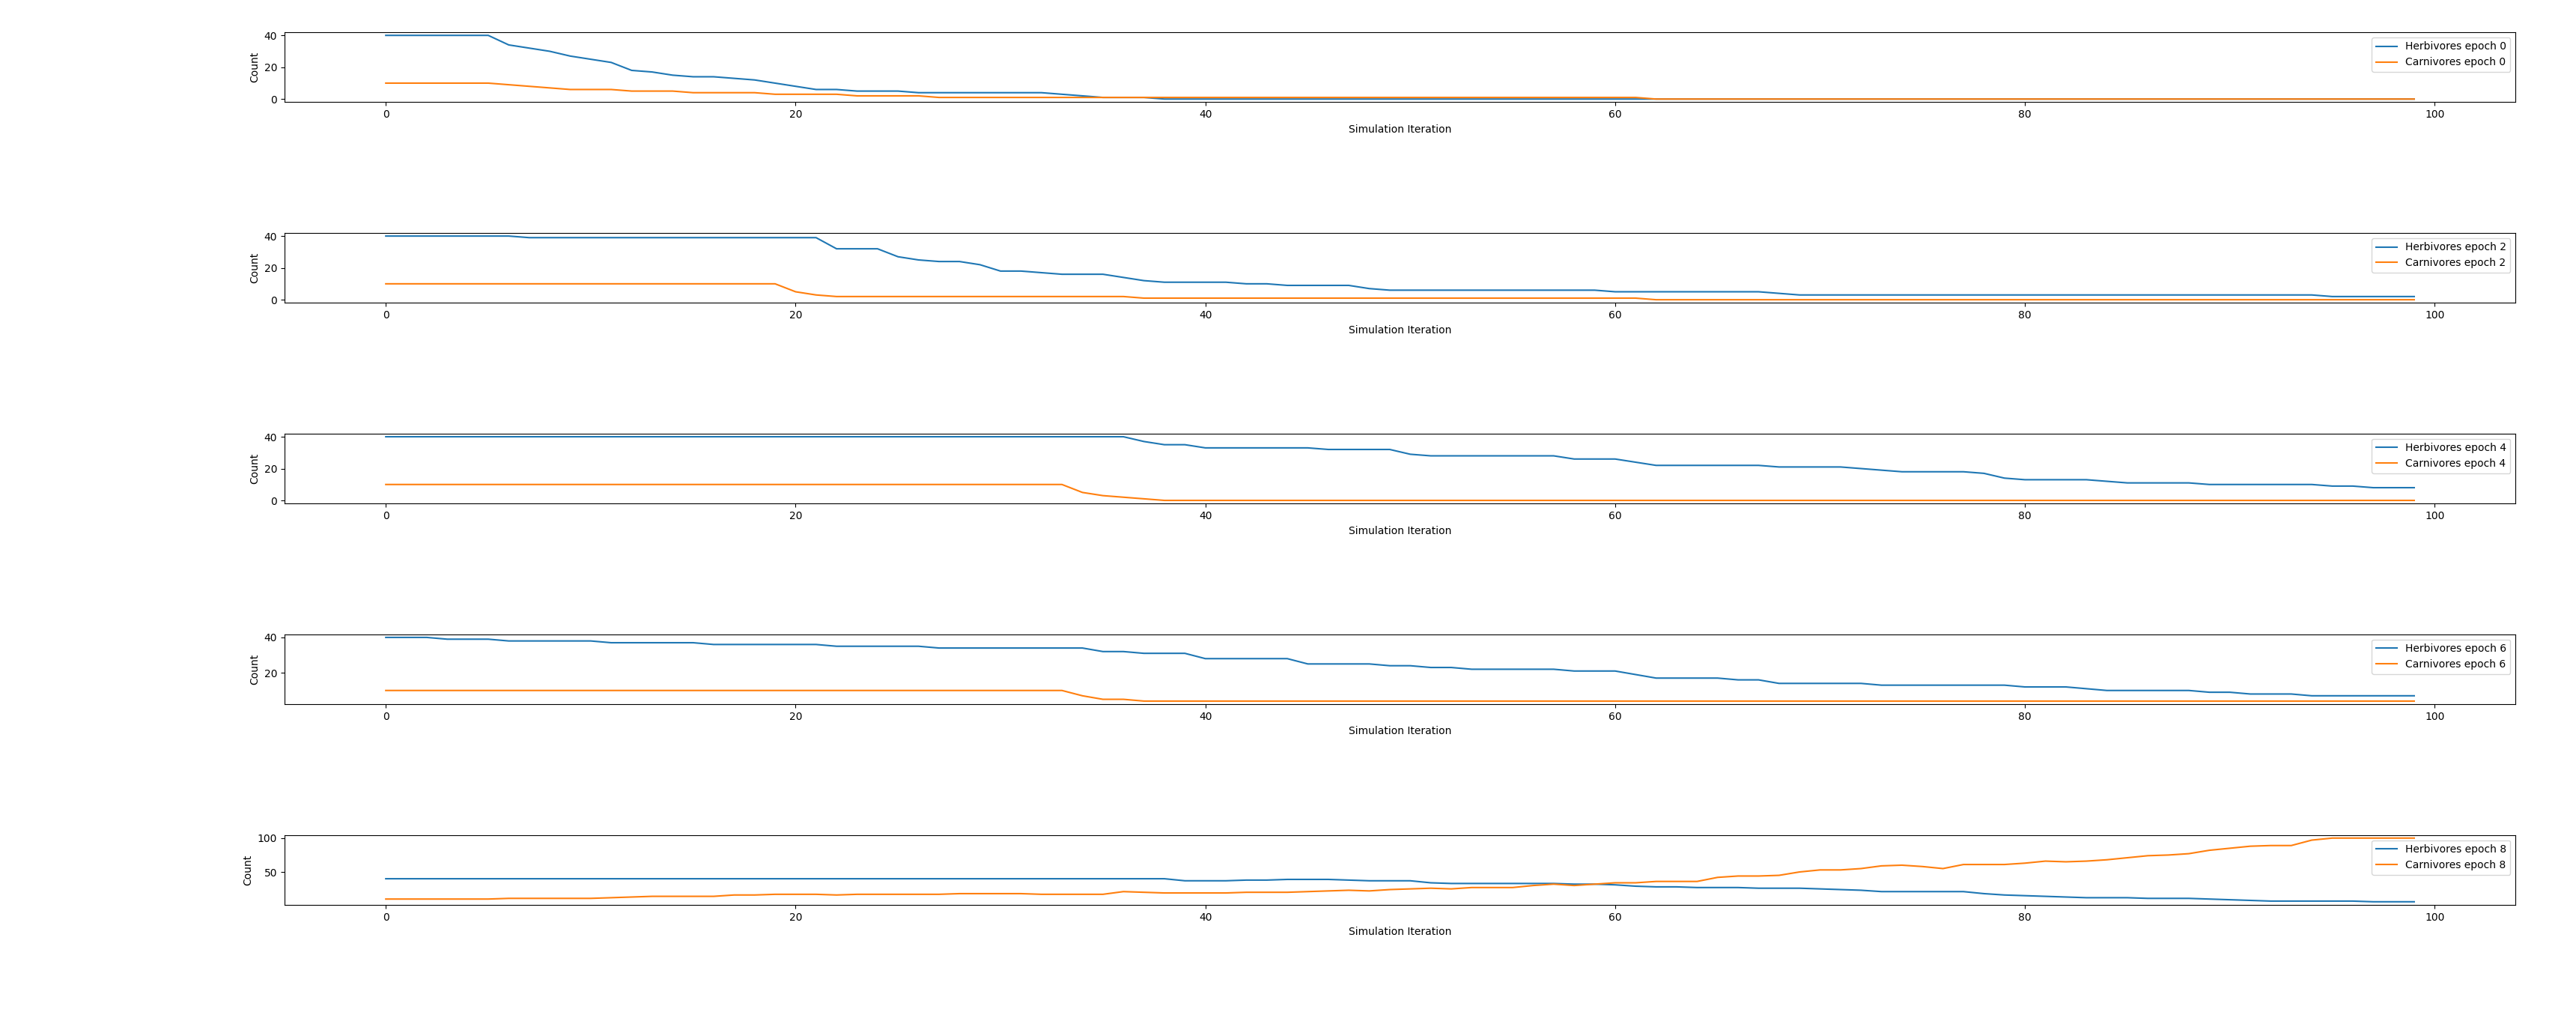 40
20
0
Count
Herbivores epoch 0
Carnivores epoch 0
0 20 40 60 80 100
Simulation Iteration
40
20
0
Count
Herbivores epoch 2
Carnivores epoch 2
0 20 40 60 80 100
Simulation Iteration
40
20
0
Count
Herbivores epoch 4
Carnivores epoch 4
0 20 40 60 80 100
Simulation Iteration
40
20
Count
Herbivores epoch 6
Carnivores epoch 6
0 20 40 60 80 100
Simulation Iteration
100
50
Count
Herbivores epoch 8
Carnivores epoch 8
0 20 40 60 80 100
Simulation Iteration